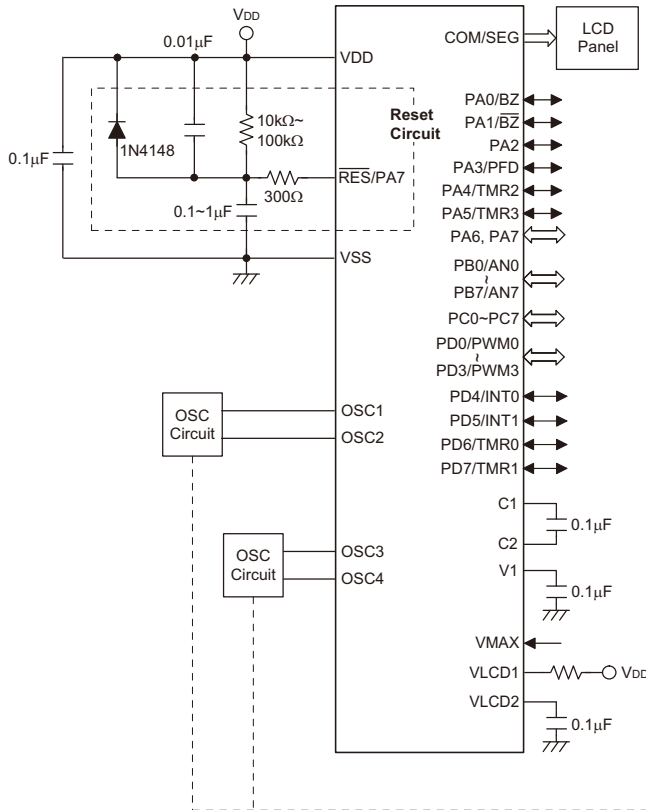 VDD
0.01μF
VDD
COM/SEG
LCD
Panel
0.1μF
1N4148
10kΩ~
100kΩ
Reset
Circuit
300Ω
RES/PA7
0.1~1μF
VSS
PA0/BZ
PA1/BZ
PA2
PA3/PFD
PA4/TMR2
PA5/TMR3
PA6, PA7
PB0/AN0
~
PB7/AN7
PC0~PC7
PD0/PWM0
~
PD3/PWM3
PD4/INT0
PD5/INT1
PD6/TMR0
PD7/TMR1
OSC
Circuit
OSC1
OSC2
OSC
Circuit
OSC3
OSC4
C1
0.1μF
C2
V1
0.1μF
VMAX
VLCD1
VDD
VLCD2
0.1μF